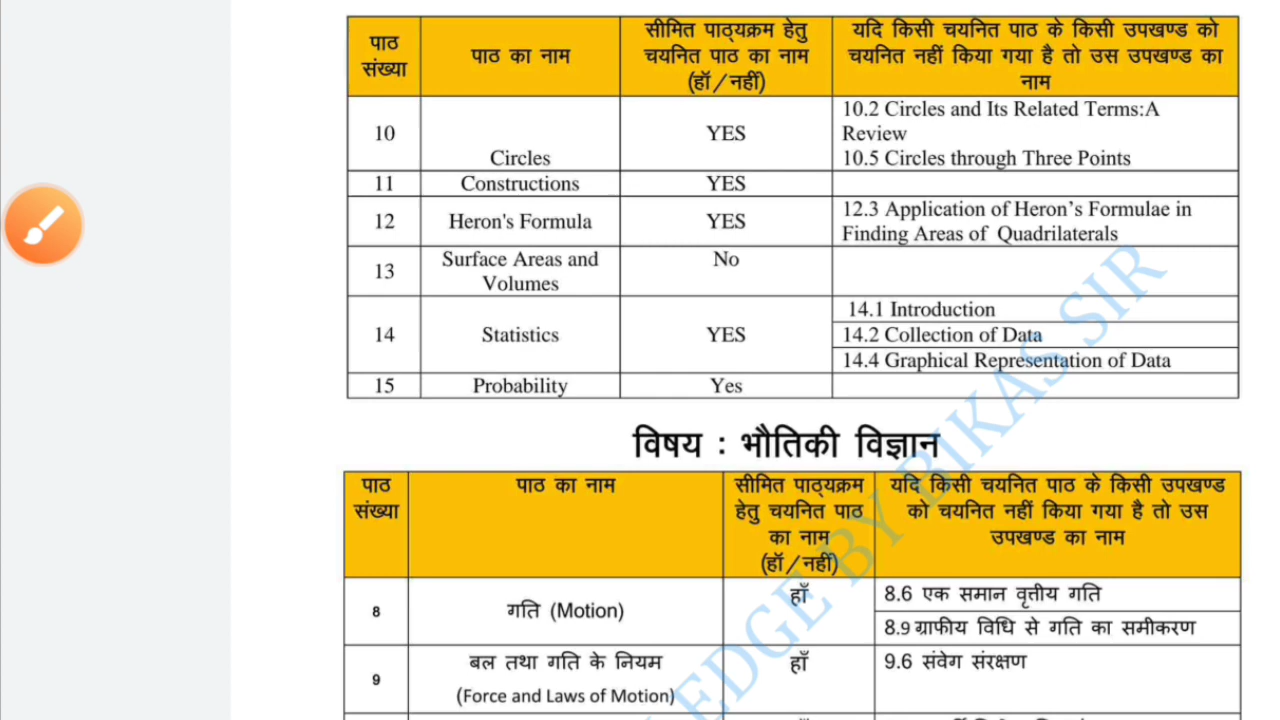 पाठ संख्या
पाठ का नाम
सीमित पाठ्यक्रम हेतु चयनित पाठ का नाम (हॉ/नहीं)
यदि किसी चयनित पाठ के किसी उपखण्ड को चयनित नहीं किया गया है तो उस उपखण्ड का नाम
10 Circles YES 10.2 Circles and Its Related Terms:A Review
10.5 Circles through Three Points
11 Constructions YES
12 Heron's Formula YES 12.3 Application of Heron's Formulae in Finding Areas of Quadrilaterals
13 Surface Areas and Volumes No
14 Statistics YES 14.1 Introduction
14.2 Collection of Data
14.4 Graphical Representation of Data
15 Probability Yes
विषय : भौतिकी विज्ञान
पाठ संख्या
पाठ का नाम
सीमित पाठ्यक्रम हेतु चयनित पाठ का नाम (हॉ/नहीं)
यदि किसी चयनित पाठ के किसी उपखण्ड को चयनित नहीं किया गया है तो उस उपखण्ड का नाम
8 गति (Motion) हाँ 8.6 एक समान वृत्तीय गति
8.9 ग्राफीय विधि से गति का समीकरण
9 बल तथा गति के नियम (Force and Laws of Motion) हाँ 9.6 संवेग संरक्षण
EDGE BY BIKAS SIR